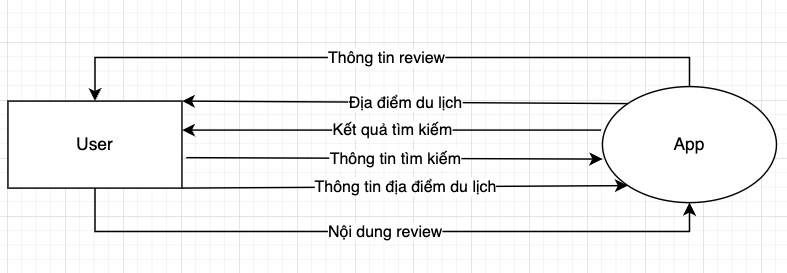 Thông tin review
Địa điểm du lịch
Kết quả tìm kiếm
User
App
Thông tin tìm kiếm
Thông tin địa điểm du lịch
Nội dung review